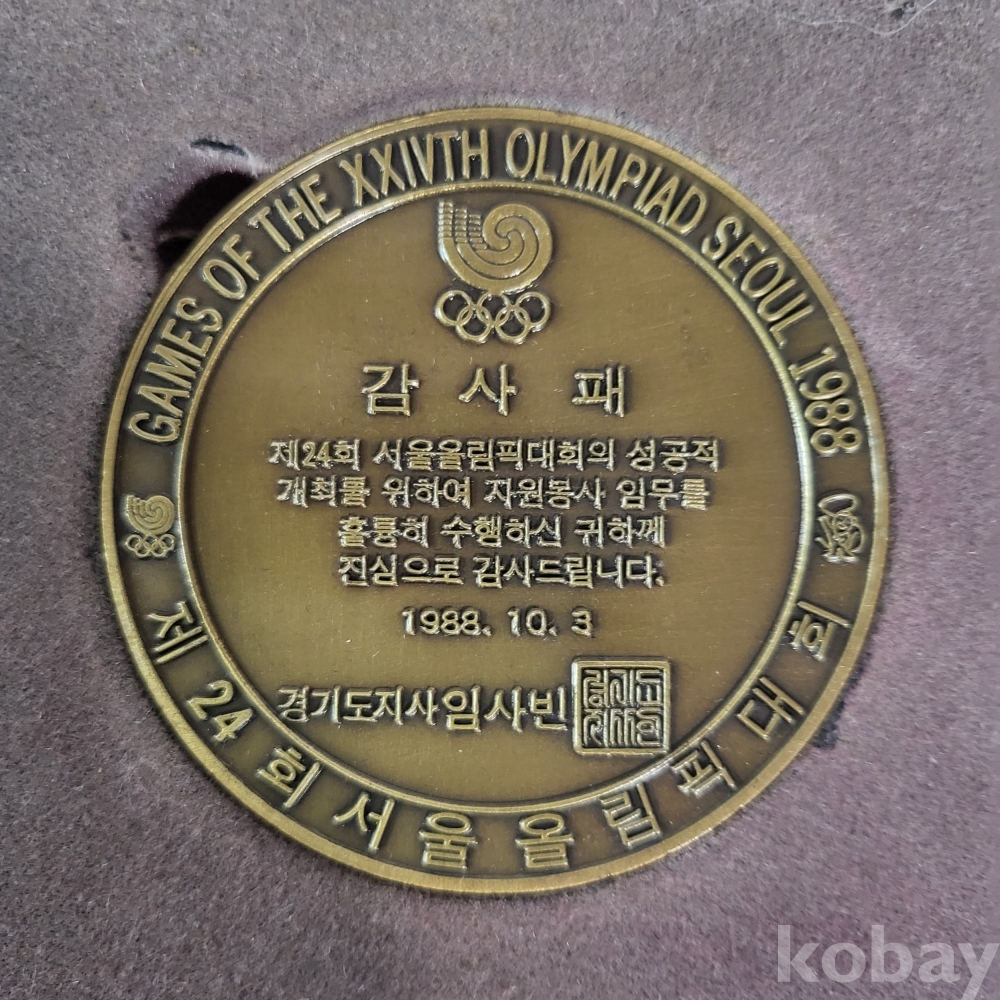 GAMES OF THE XXIVTH OLYMPIAD SEOUL 1988
감 사 패
제24회 서울올림픽대회의 성공적
개최를 위하여 자원봉사 임무를
훌륭히 수행하신 귀하께
진심으로 감사드립니다.
1988. 10. 3
경기도지사 임사빈
제 24 회 서 울 올 림 픽 대 회
kobay